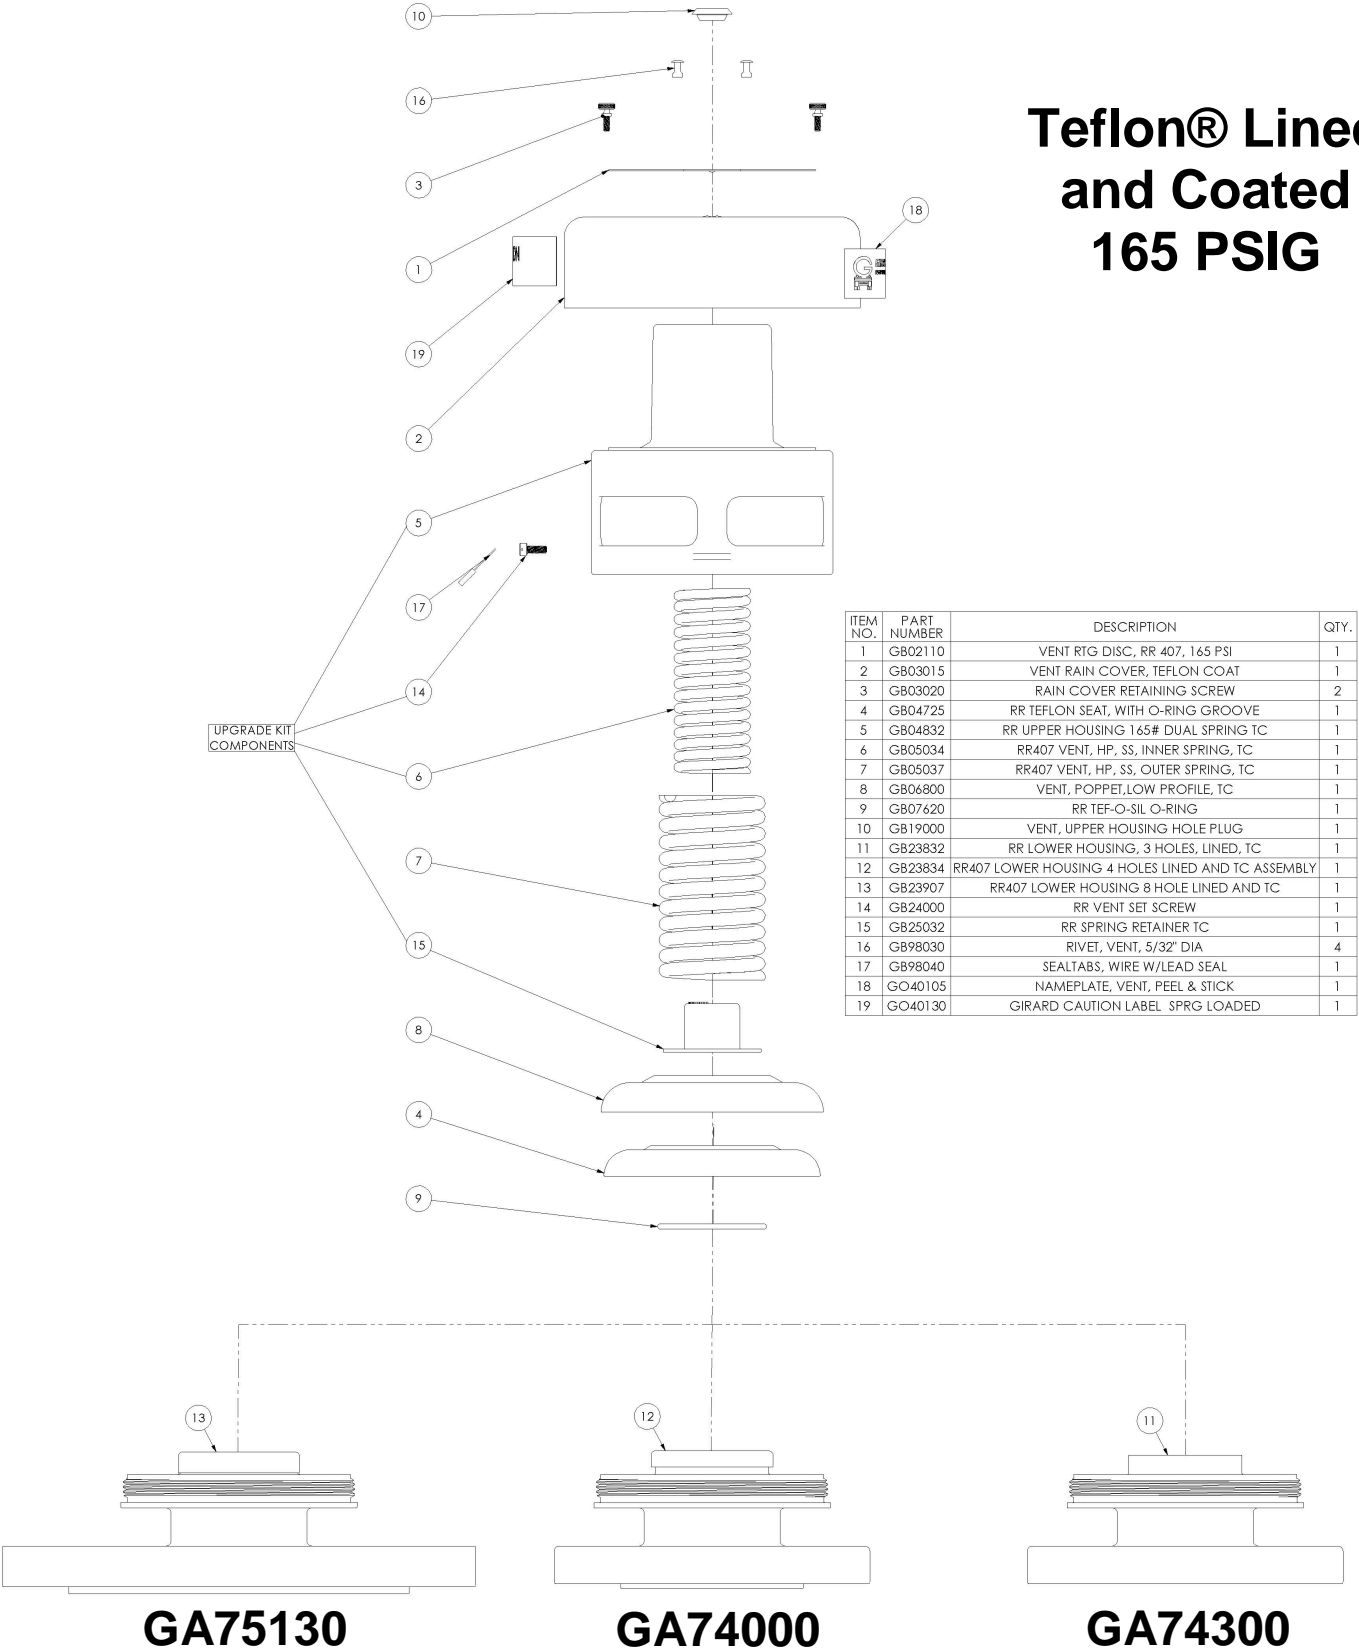 10
16
3
1
19
2
5
17
14
6
7
15
8
4
9
18
Teflon® Lined
and Coated
165 PSIG
G
UPGRADE KIT
COMPONENTS
ITEM NO. PART NUMBER DESCRIPTION QTY.
1 GB02110 VENT RTG DISC, RR 407, 165 PSI 1
2 GB03015 VENT RAIN COVER, TEFLON COAT 1
3 GB03020 RAIN COVER RETAINING SCREW 2
4 GB04725 RR TEFLON SEAT, WITH O-RING GROOVE 1
5 GB04832 RR UPPER HOUSING 165# DUAL SPRING TC 1
6 GB05034 RR407 VENT, HP, SS, INNER SPRING, TC 1
7 GB05037 RR407 VENT, HP, SS, OUTER SPRING, TC 1
8 GB06800 VENT, POPPET,LOW PROFILE, TC 1
9 GB07620 RR TEF-O-SIL O-RING 1
10 GB19000 VENT, UPPER HOUSING HOLE PLUG 1
11 GB23832 RR LOWER HOUSING, 3 HOLES, LINED, TC 1
12 GB23834 RR407 LOWER HOUSING 4 HOLES LINED AND TC ASSEMBLY 1
13 GB23907 RR407 LOWER HOUSING 8 HOLE LINED AND TC 1
14 GB24000 RR VENT SET SCREW 1
15 GB25032 RR SPRING RETAINER TC 1
16 GB98030 RIVET, VENT, 5/32" DIA 4
17 GB98040 SEALTABS, WIRE W/LEAD SEAL 1
18 GO40105 NAMEPLATE, VENT, PEEL & STICK 1
19 GO40130 GIRARD CAUTION LABEL SPRG LOADED 1
13
12
11
GA75130
GA74000
GA74300